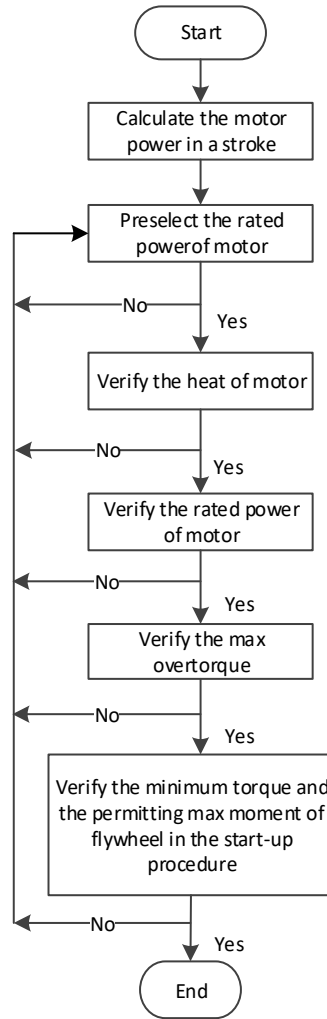 Start
Calculate the motor
power in a stroke
Preselect the rated
powerof motor
No
Yes
Verify the heat of motor
No
Yes
Verify the rated power
of motor
No
Yes
Verify the max
overtorque
No
Yes
Verify the minimum torque and
the permitting max moment of
flywheel in the start-up
procedure
No
Yes
End